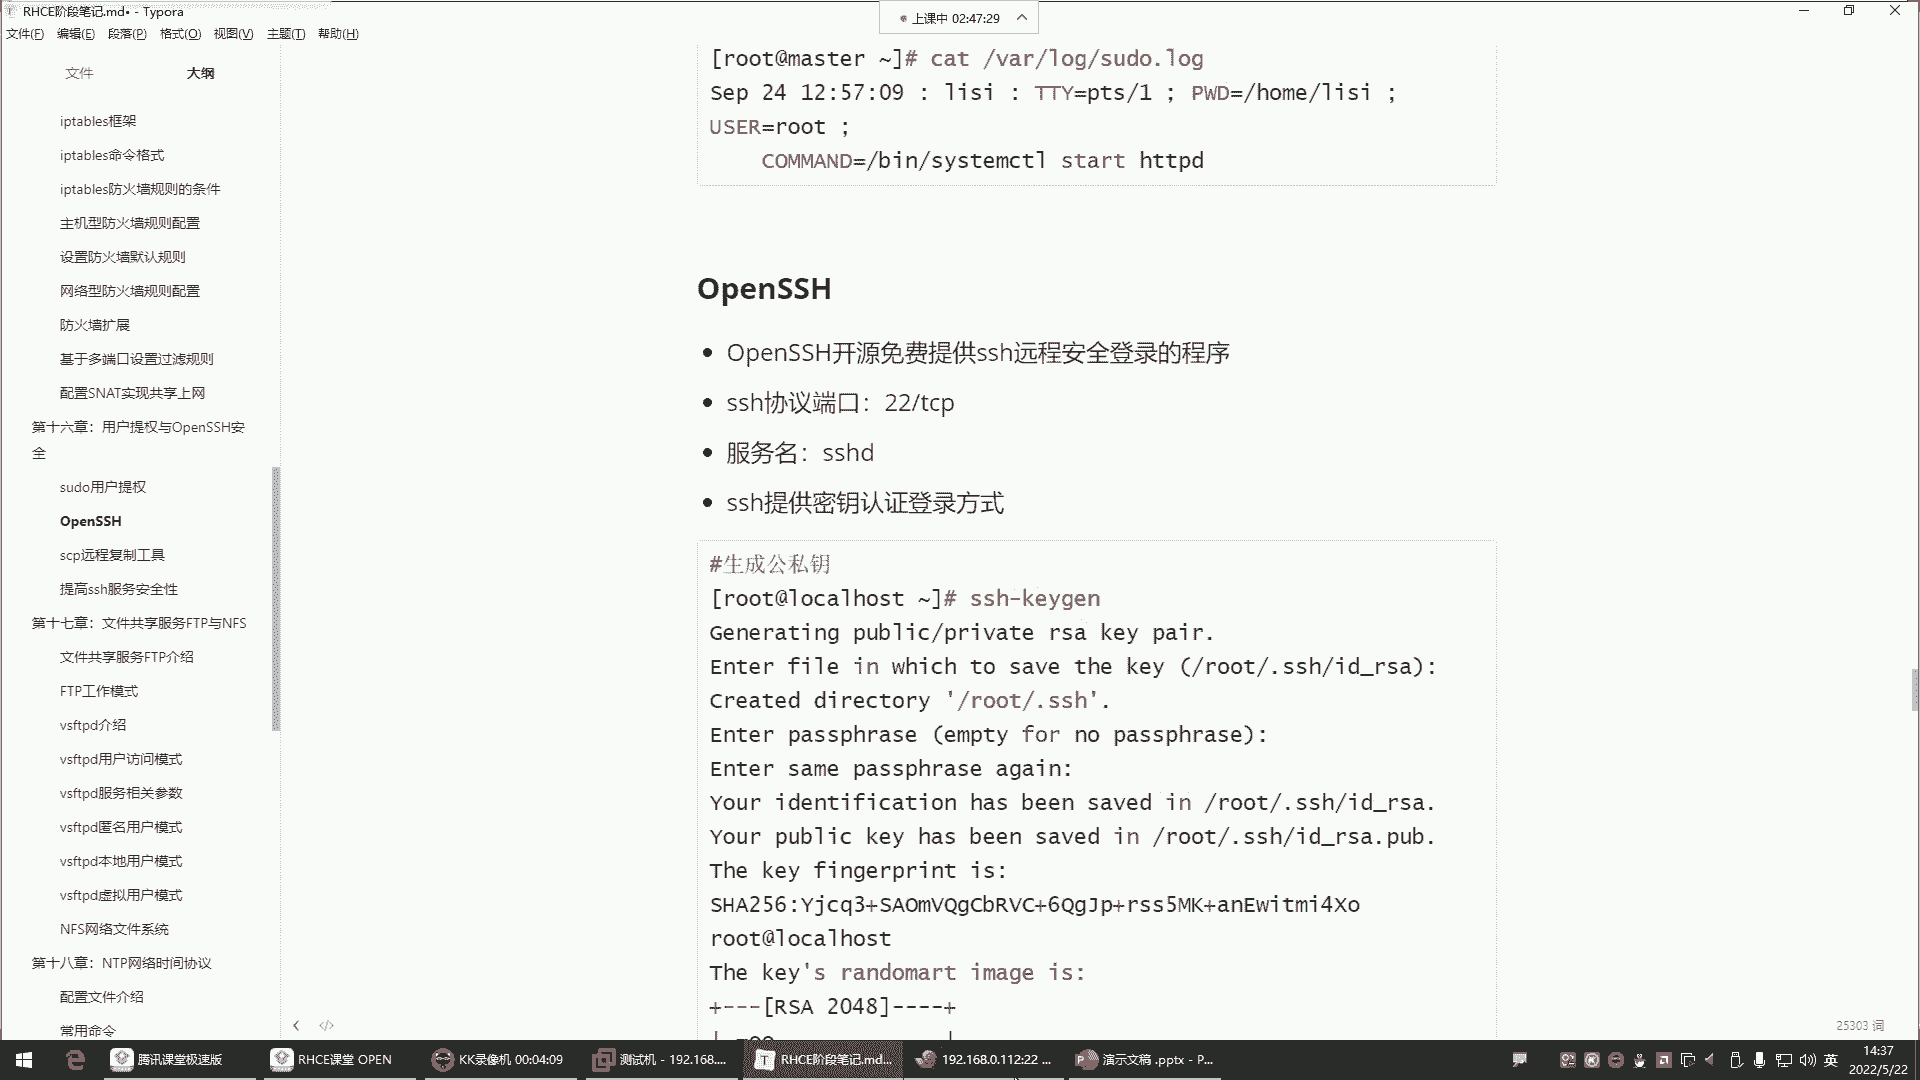 RHCE阶段笔记.md• - Typora
上课中 02:47:29
文件(F) 编辑(E) 段落(P) 格式(O) 视图(V) 主题(T) 帮助(H)
文件 大纲
iptables框架
iptables命令格式
iptables防火墙规则的条件
主机型防火墙规则配置
设置防火墙默认规则
网络型防火墙规则配置
防火墙扩展
基于多端口设置过滤规则
配置SNAT实现共享上网
第十六章：用户提权与OpenSSH安
全
sudo用户提权
OpenSSH
scp远程复制工具
提高ssh服务安全性
第十七章：文件共享服务FTP与NFS
文件共享服务FTP介绍
FTP工作模式
vsftpd介绍
vsftpd用户访问模式
vsftpd服务相关参数
vsftpd匿名用户模式
vsftpd本地用户模式
vsftpd虚拟用户模式
NFS网络文件系统
第十八章：NTP网络时间协议
配置文件介绍
常用命令
[root@master ~]# cat /var/log/sudo.log
Sep 24 12:57:09 : lisi : TTY=pts/1 ; PWD=/home/lisi ;
USER=root ;
COMMAND=/bin/systemctl start httpd
OpenSSH
• OpenSSH开源免费提供ssh远程安全登录的程序
• ssh协议端口：22/tcp
• 服务名：sshd
• ssh提供密钥认证登录方式
#生成公私钥
[root@localhost ~]# ssh-keygen
Generating public/private rsa key pair.
Enter file in which to save the key (/root/.ssh/id_rsa):
Created directory '/root/.ssh'.
Enter passphrase (empty for no passphrase):
Enter same passphrase again:
Your identification has been saved in /root/.ssh/id_rsa.
Your public key has been saved in /root/.ssh/id_rsa.pub.
The key fingerprint is:
SHA256:Yjcq3+SAOmVQgCbRVC+6QgJp+rss5MK+anEwitmi4Xo
root@localhost
The key's randomart image is:
+---[RSA 2048]----+
25303 词
腾讯课堂极速版
RHCE课堂 OPEN
KK录像机 00:04:09
测试机 - 192.168....
RHCE阶段笔记.md...
192.168.0.112:22 ...
演示文稿 .pptx - P...
英
14:37
2022/5/22